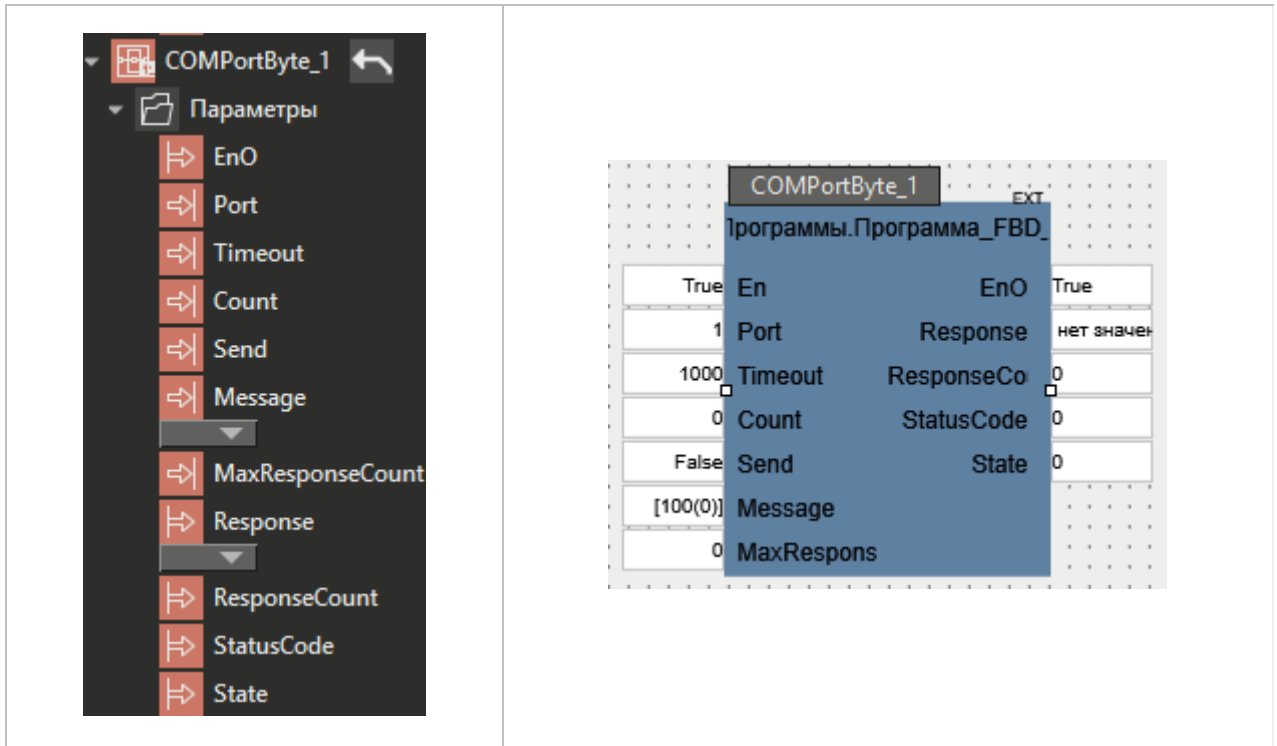 COMPortByte_1
Параметры
EnO
Port
Timeout
Count
Send
Message
MaxResponseCount
Response
ResponseCount
StatusCode
State
COMPortByte_1
EXT
Программы.Программа_FBD_
True En EnO True
1 Port Response нет значен
1000 Timeout ResponseCo 0
0 Count StatusCode 0
False Send State 0
[100(0)] Message
0 MaxRespons